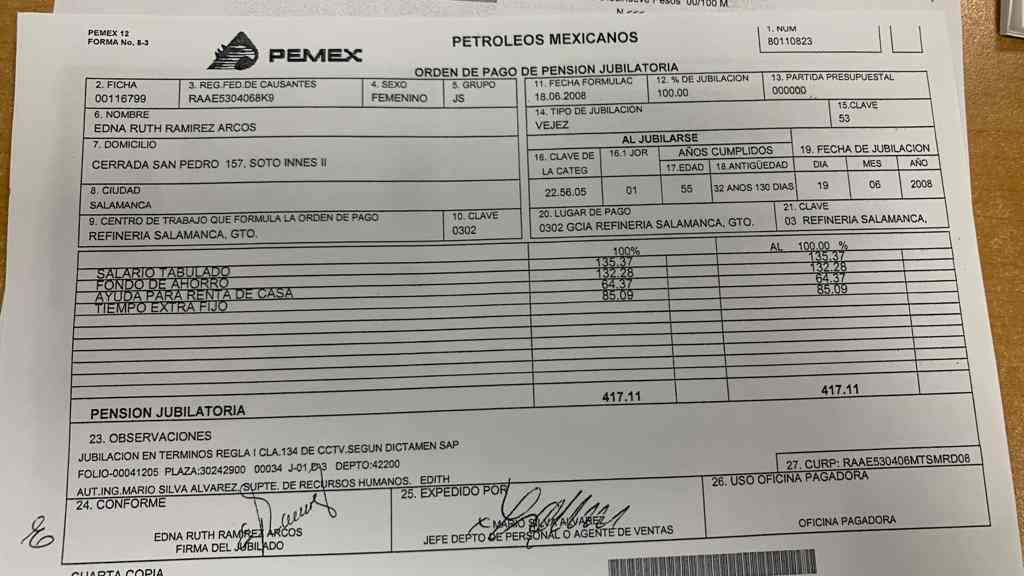 Pesos 00/100 M
PEMEX 12
FORMA No. 8-3
PEMEX
PETROLEOS MEXICANOS
1. NUM
80110823
ORDEN DE PAGO DE PENSION JUBILATORIA
2. FICHA
00116799
3. REG.FED.DE CAUSANTES
RAAE5304068K9
4. SEXO
FEMENINO
5. GRUPO
JS
11. FECHA FORMULAC
18.06.2008
12. % DE JUBILACION
100.00
13. PARTIDA PRESUPUESTAL
000000
6. NOMBRE
EDNA RUTH RAMIREZ ARCOS
14. TIPO DE JUBILACION
VEJEZ
15.CLAVE
53
7. DOMICILIO
CERRADA SAN PEDRO 157. SOTO INNES II
AL JUBILARSE
16. CLAVE DE
LA CATEG
22.56.05
16.1 JOR
01
AÑOS CUMPLIDOS
17.EDAD
55
18.ANTIGÜEDAD
32 ANOS 130 DIAS
19. FECHA DE JUBILACION
DIA MES AÑO
19 06 2008
8. CIUDAD
SALAMANCA
9. CENTRO DE TRABAJO QUE FORMULA LA ORDEN DE PAGO
REFINERIA SALAMANCA, GTO.
10. CLAVE
0302
20. LUGAR DE PAGO
0302 GCIA REFINERIA SALAMANCA, GTO.
21. CLAVE
03 REFINERIA SALAMANCA,
100% AL 100.00 %
SALARIO TABULADO 135.37 135.37
FONDO DE AHORRO 132.28 132.28
AYUDA PARA RENTA DE CASA 64.37 64.37
TIEMPO EXTRA FIJO 85.09 85.09
PENSION JUBILATORIA 417.11 417.11
23. OBSERVACIONES
JUBILACION EN TERMINOS REGLA I CLA.134 DE CCTV.SEGUN DICTAMEN SAP
FOLIO-00041205 PLAZA:30242900 00034 J-01 DEPTO:42200
AUT.ING.MARIO SILVA ALVAREZ,SUPTE. DE RECURSOS HUMANOS. EDITH
27. CURP: RAAE530406MTSMRD08
24. CONFORME
EDNA RUTH RAMIREZ ARCOS
FIRMA DEL JUBILADO
25. EXPEDIDO POR
MARIO SILVA ALVAREZ
JEFE DEPTO DE PERSONAL O AGENTE DE VENTAS
26. USO OFICINA PAGADORA
OFICINA PAGADORA
CUARTA COPIA